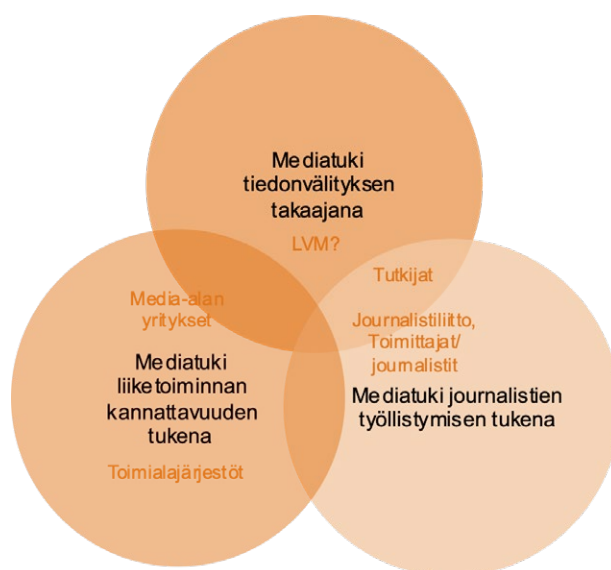 Mediatuki
tiedonvälityksen
takaajana
LVM?
Tutkijat
Media-alan
yritykset
Journalistiliitto,
Toimittajat/
journalistit
Mediatuki
liiketoiminnan
kannattavuuden
tukena
Mediatuki journalistien
työllistymisen tukena
Toimialajärjestöt